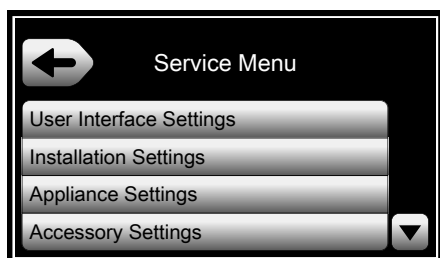 Service Menu
User Interface Settings
Installation Settings
Appliance Settings
Accessory Settings